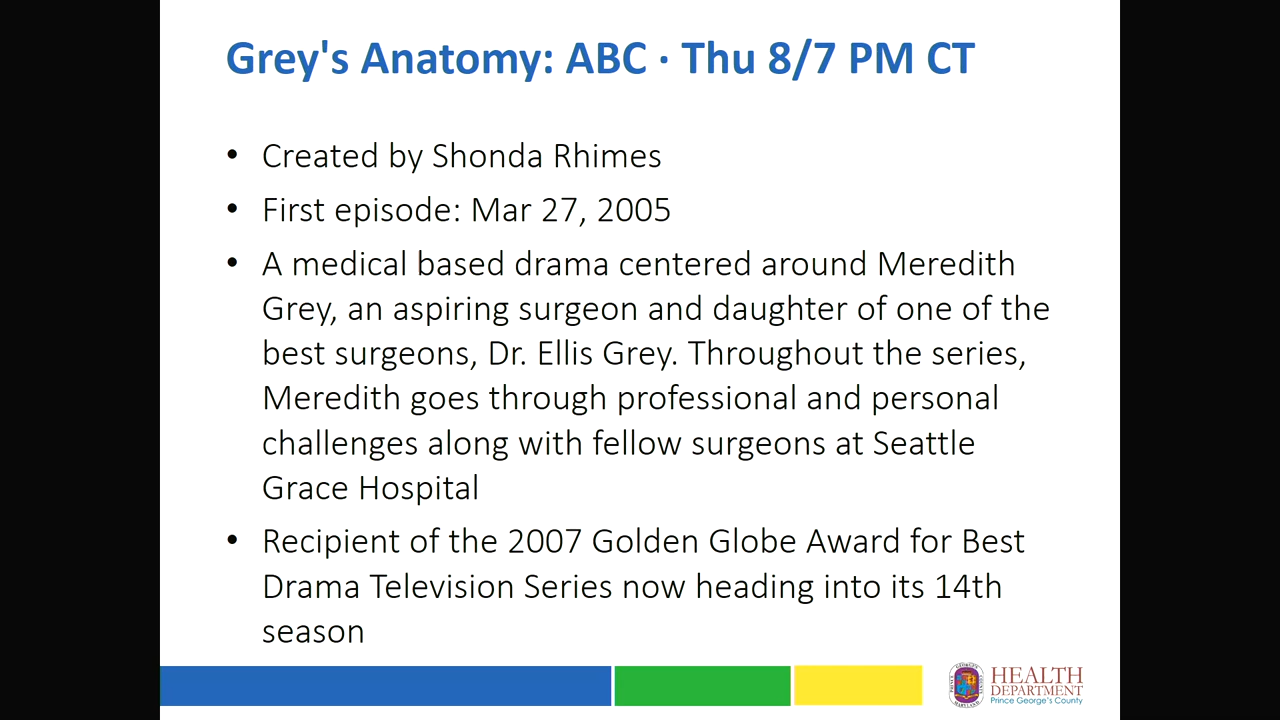 Grey's Anatomy: ABC · Thu 8/7 PM CT
• Created by Shonda Rhimes
• First episode: Mar 27, 2005
• A medical based drama centered around Meredith
Grey, an aspiring surgeon and daughter of one of the
best surgeons, Dr. Ellis Grey. Throughout the series,
Meredith goes through professional and personal
challenges along with fellow surgeons at Seattle
Grace Hospital
• Recipient of the 2007 Golden Globe Award for Best
Drama Television Series now heading into its 14th
season
HEALTH
DEPARTMENT
Prince George's County